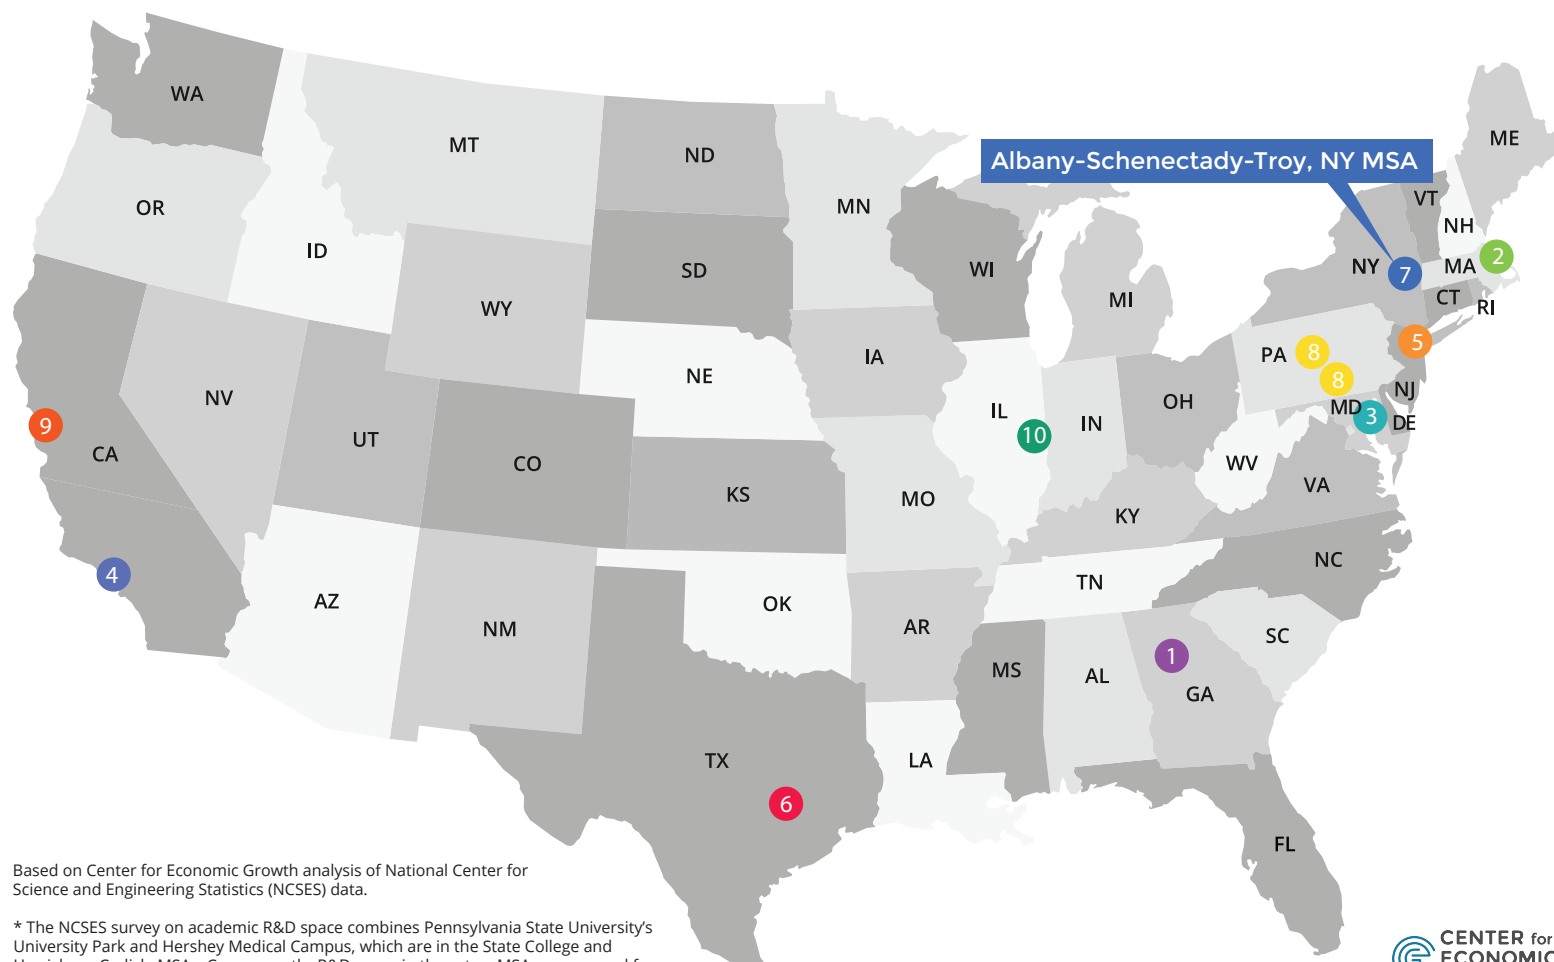 WA
MT
ND
ME
Albany-Schenectady-Troy, NY MSA
OR
MN
VT
NH
ID
SD
WI
NY
7
MA
2
WY
MI
CT
RI
IA
PA
8
5
NE
8
NV
IL
OH
NJ
MD
3
DE
9
UT
10
IN
CA
CO
WV
KS
MO
VA
KY
NC
4
TN
AZ
OK
NM
AR
SC
1
MS
AL
GA
TX
LA
6
FL
Based on Center for Economic Growth analysis of National Center for
Science and Engineering Statistics (NCSES) data.
* The NCSES survey on academic R&D space combines Pennsylvania State University's
University Park and Hershey Medical Campus, which are in the State College and
CENTER for
ECONOMIC